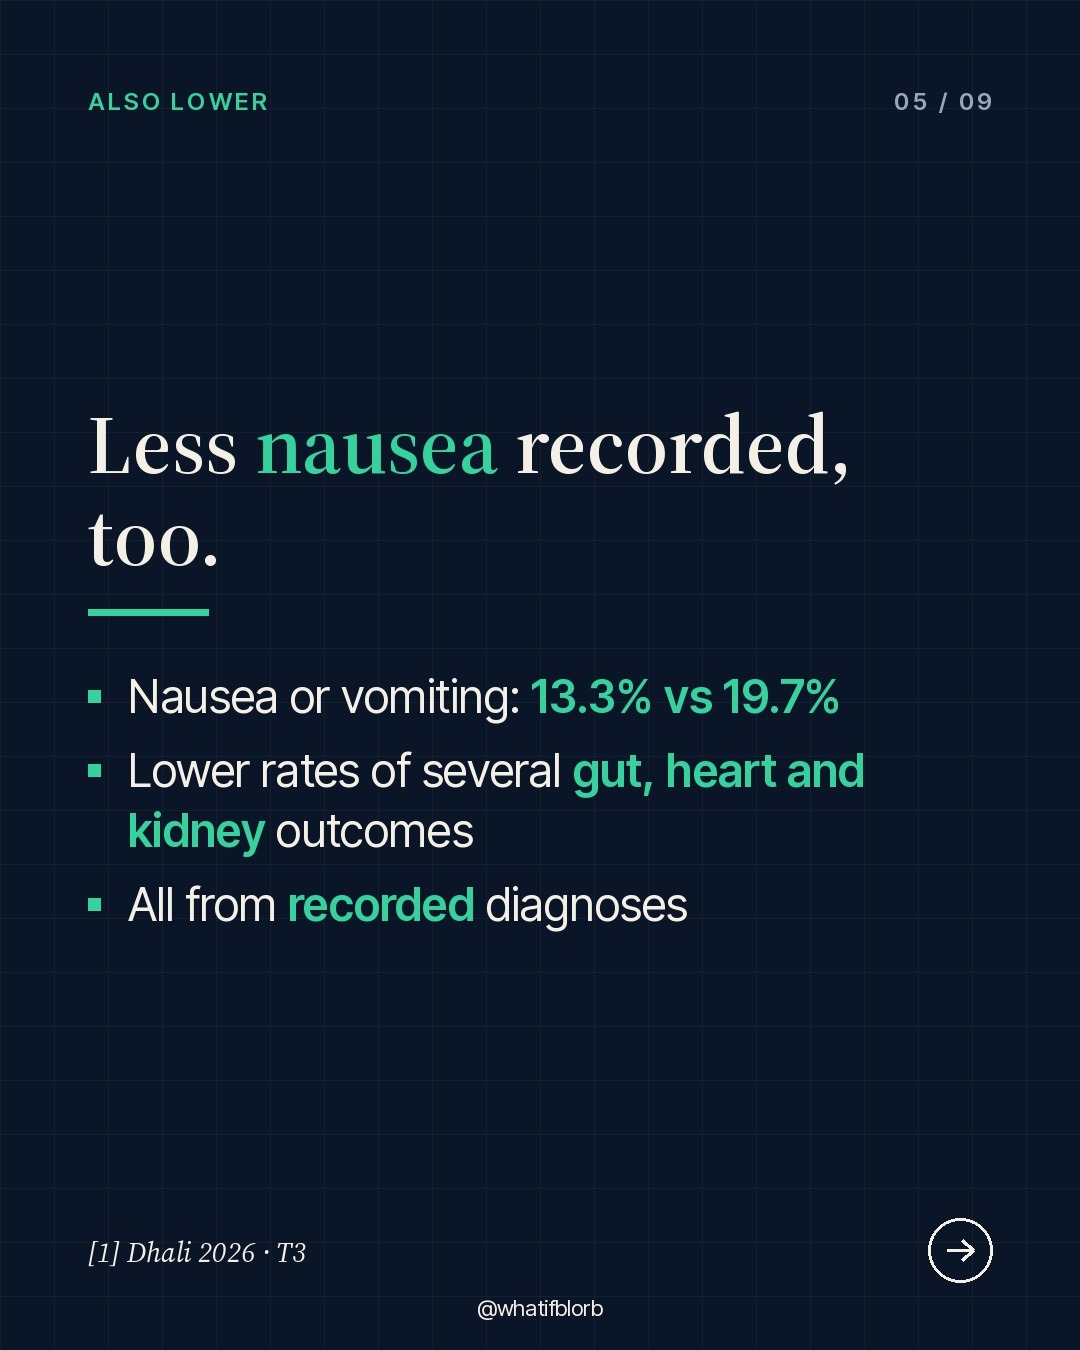 ALSO LOWER
05 / 09
Less nausea recorded,
too.
Nausea or vomiting: 13.3% vs 19.7%
Lower rates of several gut, heart and
kidney outcomes
All from recorded diagnoses
[1] Dhali 2026 · T3
@whatifblorb